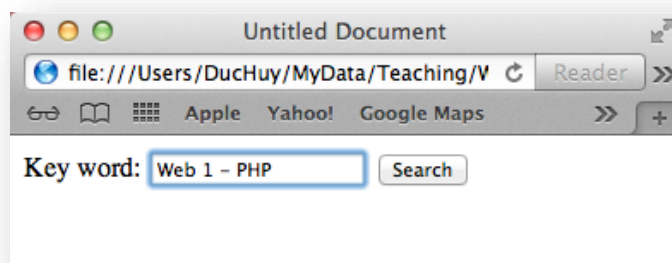 Untitled Document
file:///Users/DucHuy/MyData/Teaching/W Reader
Apple Yahoo! Google Maps
Key word: Web 1 - PHP Search